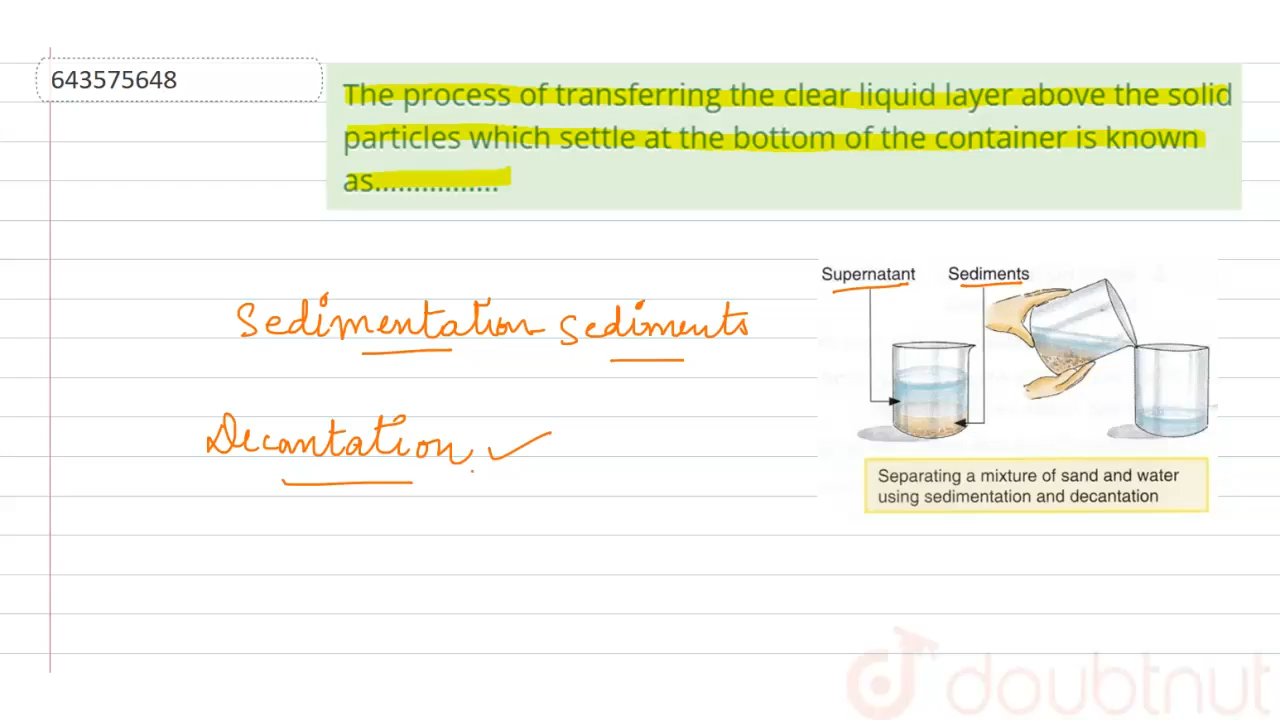 643575648
The process of transferring the clear liquid layer above the solid
particles which settle at the bottom of the container is known
as................
Supernatant Sediments
Sedimentation Sediments
Decantation.
Separating a mixture of sand and water
using sedimentation and decantation
doubtnut